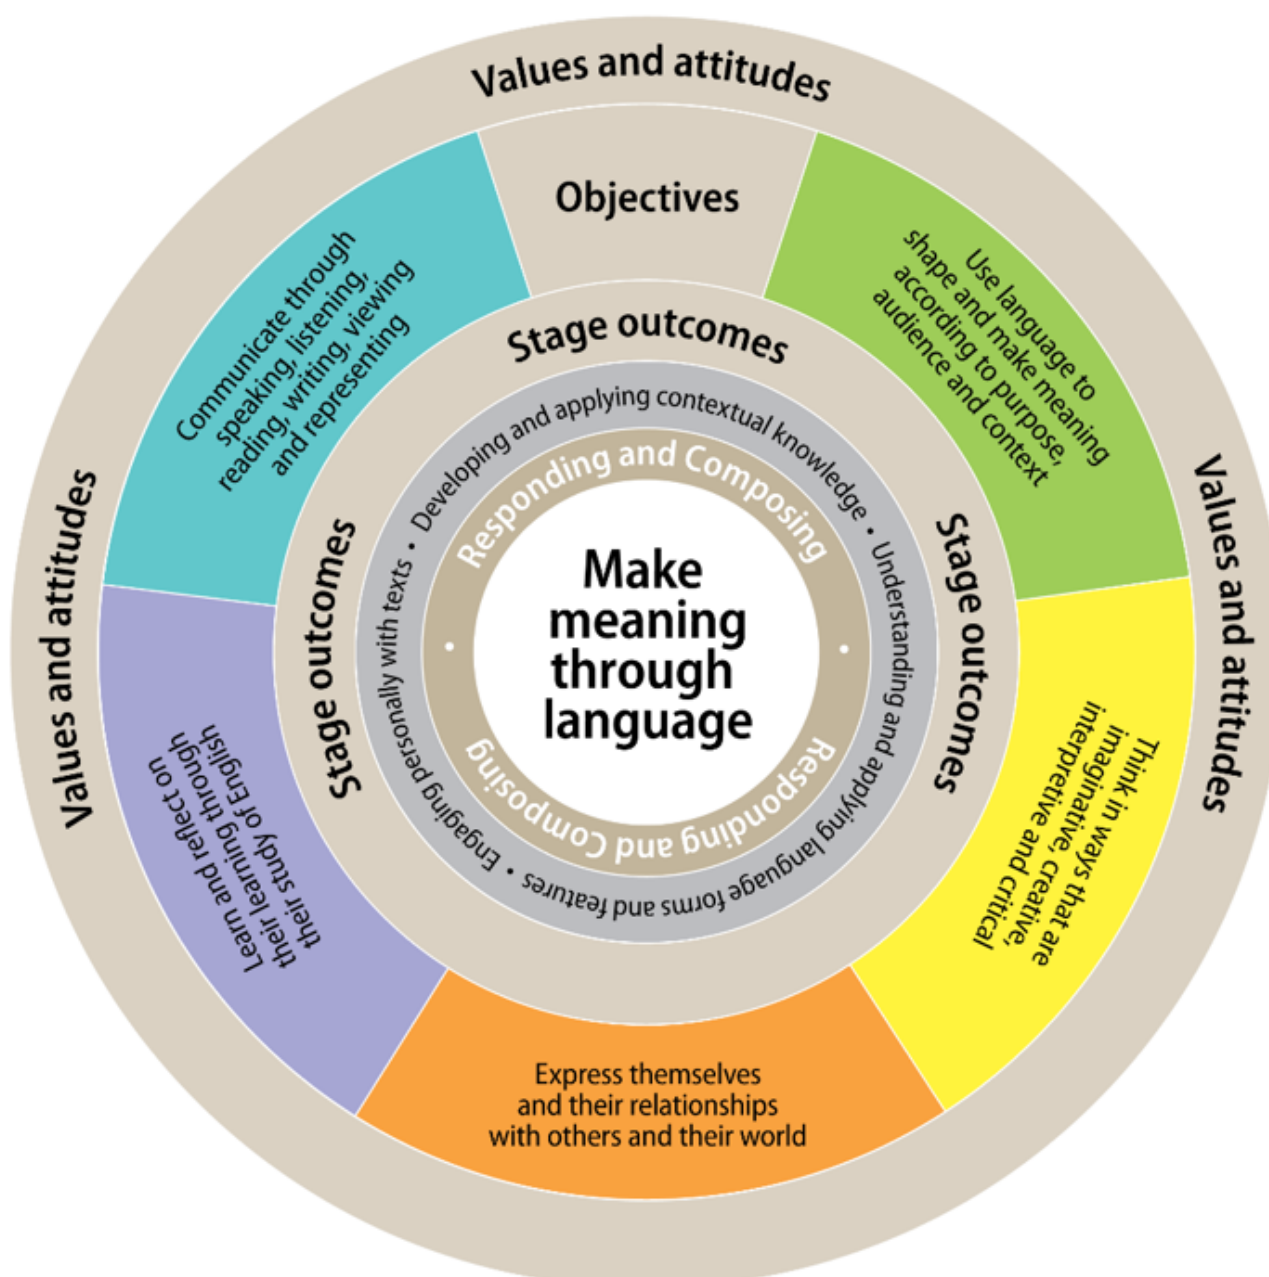 Values and attitudes
Objectives
Use language to
shape and make meaning
according to purpose,
audience and context
Values and attitudes
Think in ways that are
imaginative, creative,
interpretive and critical
Express themselves
and their relationships
with others and their world
Learn and reflect on
their learning through
their study of English
Values and attitudes
Communicate through
speaking, listening,
reading, writing, viewing
and representing
Stage outcomes
Stage outcomes
Stage outcomes
Developing and applying contextual knowledge • Understanding and applying language forms and features • Engaging personally with texts •
Responding and Composing •
Responding and Composing •
Make
meaning
through
language